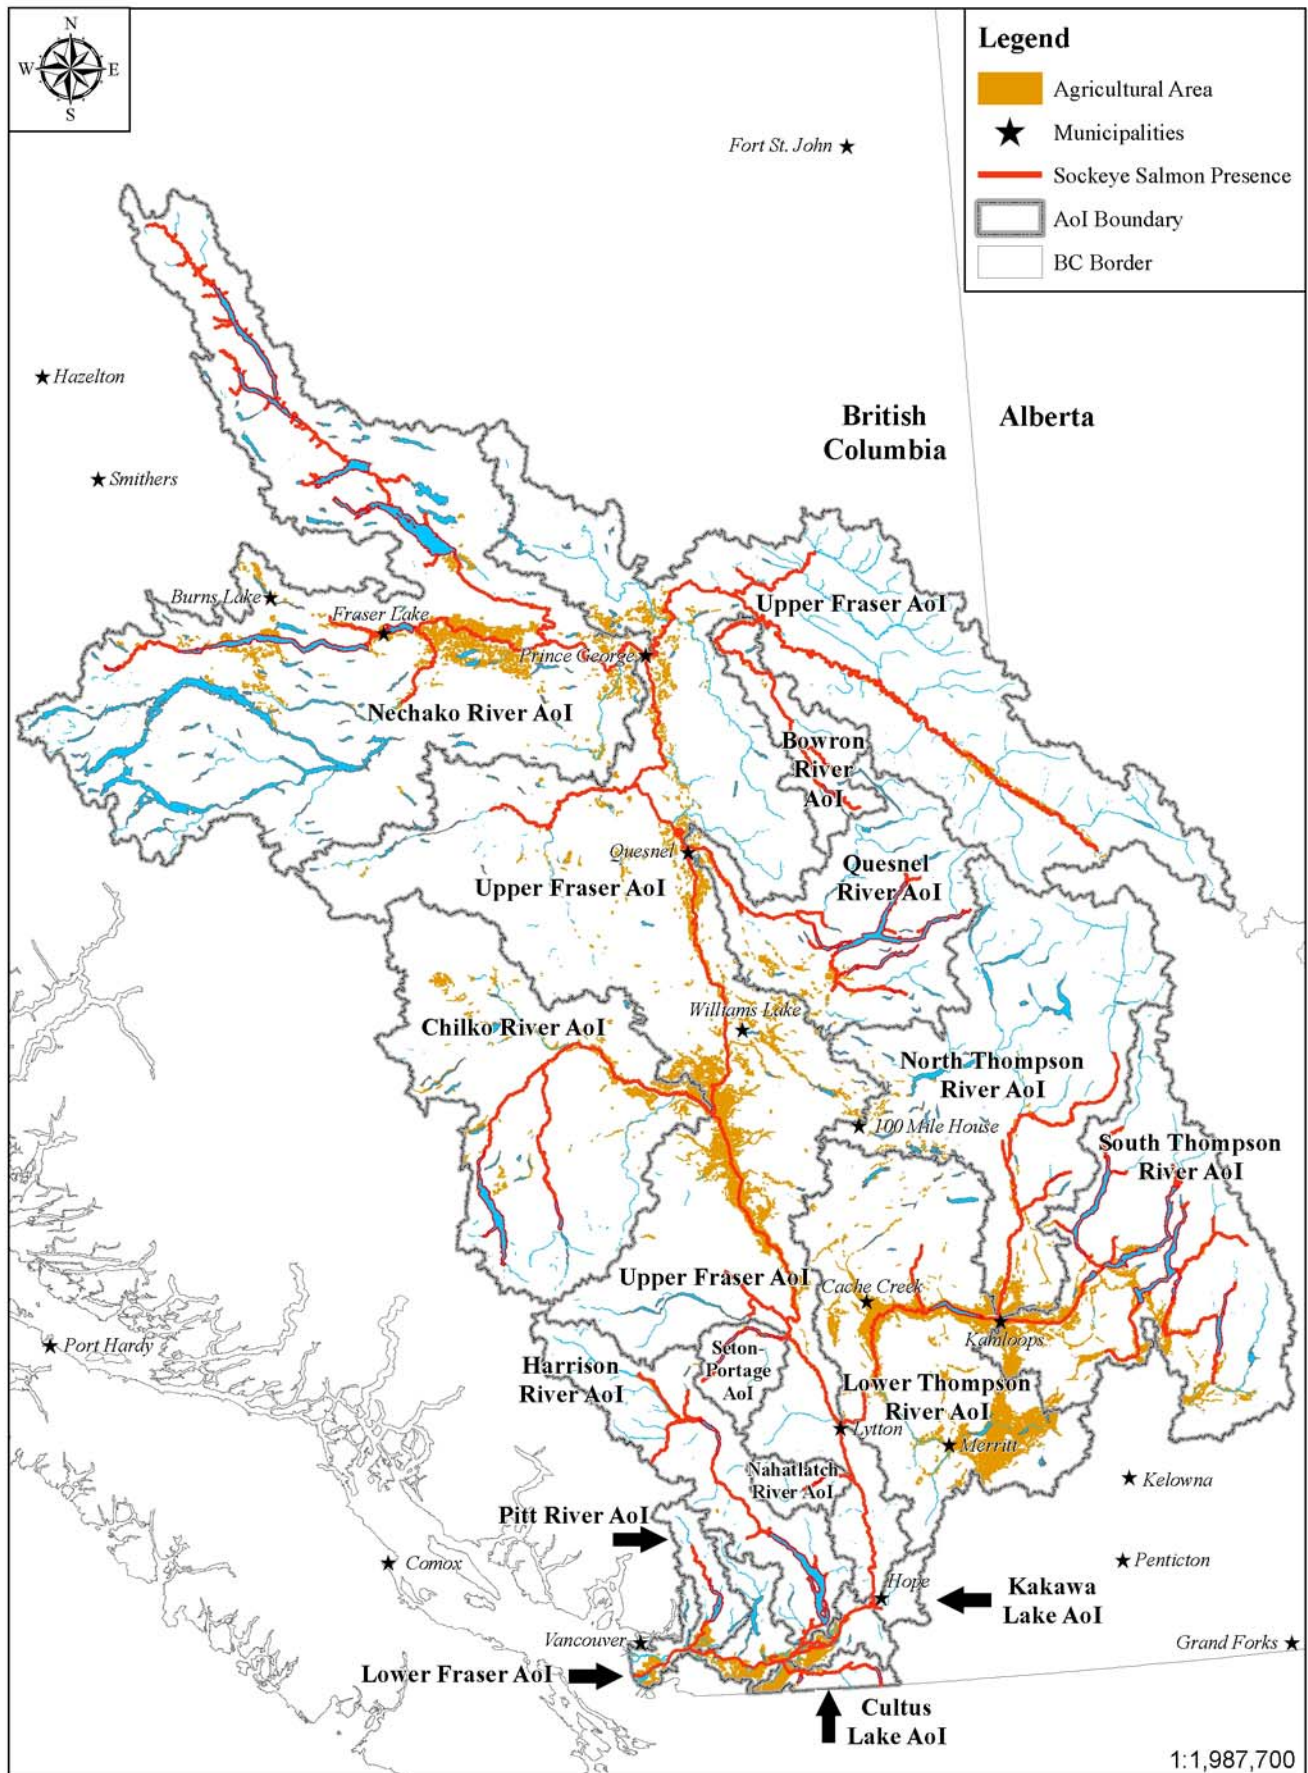 N
W
E
S
Legend
Agricultural Area
Municipalities
Sockeye Salmon Presence
AoI Boundary
BC Border
Fort St. John
Hazelton
British
Columbia
Alberta
Smithers
Burns Lake
Fraser Lake
Upper Fraser AoI
Prince George
Nechako River AoI
Bowron
River
AoI
Quesnel
Quesnel
River AoI
Upper Fraser AoI
Williams Lake
Chilko River AoI
North Thompson
River AoI
100 Mile House
South Thompson
River AoI
Upper Fraser AoI
Cache Creek
Port Hardy
Kamloops
Seton-
Portage
AoI
Harrison
River AoI
Lower Thompson
River AoI
Lytton
Merritt
Nahatlatch
River AoI
Kelowna
Pitt River AoI
Comox
Penticton
Hope
Kakawa
Lake AoI
Vancouver
Grand Forks
Lower Fraser AoI
Cultus
Lake AoI
1:1,987,700